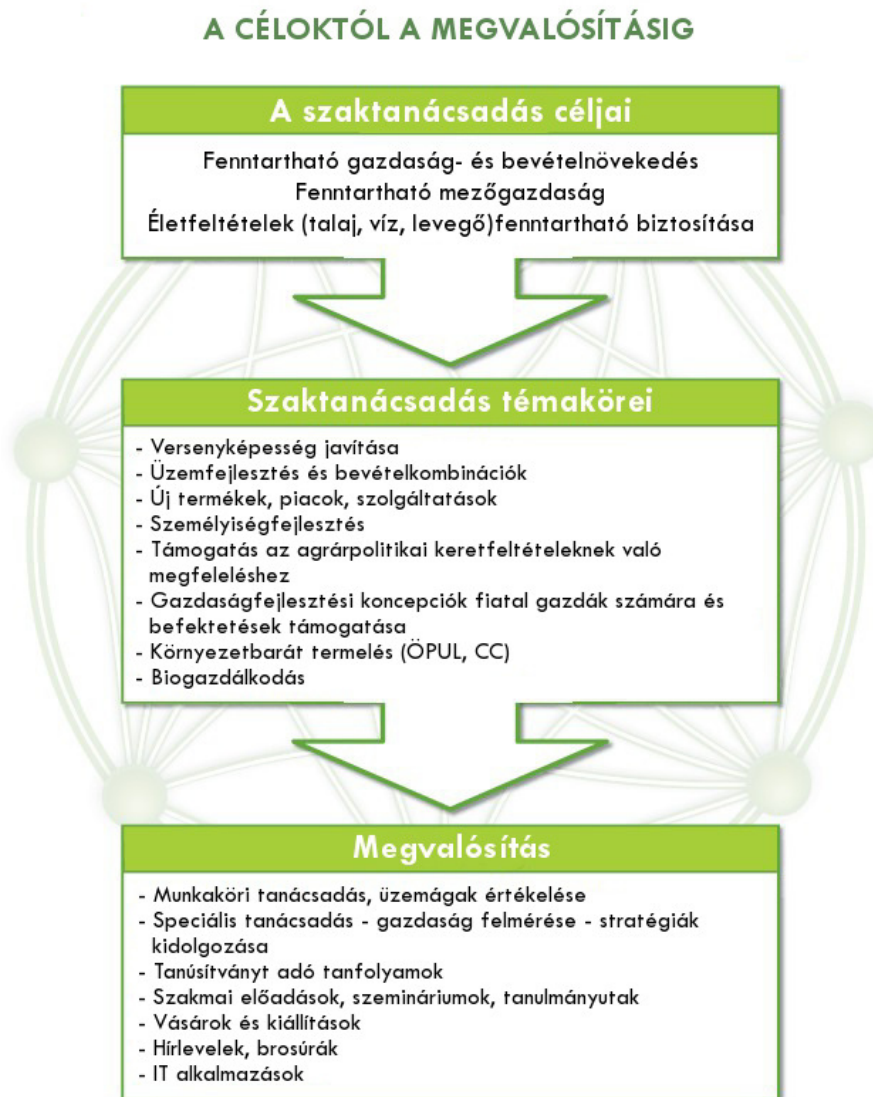 A CÉLOKTÓL A MEGVALÓSÍTÁSIG
A szaktanácsadás céljai
Fenntartható gazdaság- és bevételnövekedés
Fenntartható mezőgazdaság
Életfeltételek (talaj, víz, levegő)fenntartható biztosítása
Szaktanácsadás témakörei
- Versenyképesség javítása
- Üzemfejlesztés és bevételkombinációk
- Új termékek, piacok, szolgáltatások
- Személyiségfejlesztés
- Támogatás az agrárpolitikai keretfeltételeknek való
megfeleléshez
- Gazdaságfejlesztési koncepciók fiatal gazdák számára és
befektetések támogatása
- Környezetbarát termelés (ÖPUL, CC)
- Biogazdálkodás
Megvalósítás
- Munkaköri tanácsadás, üzemágak értékelése
- Speciális tanácsadás - gazdaság felmérése - stratégiák
kidolgozása
- Tanúsítványt adó tanfolyamok
- Szakmai előadások, szemináriumok, tanulmányutak
- Vásárok és kiállítások
- Hírlevelek, brosúrák
- IT alkalmazások